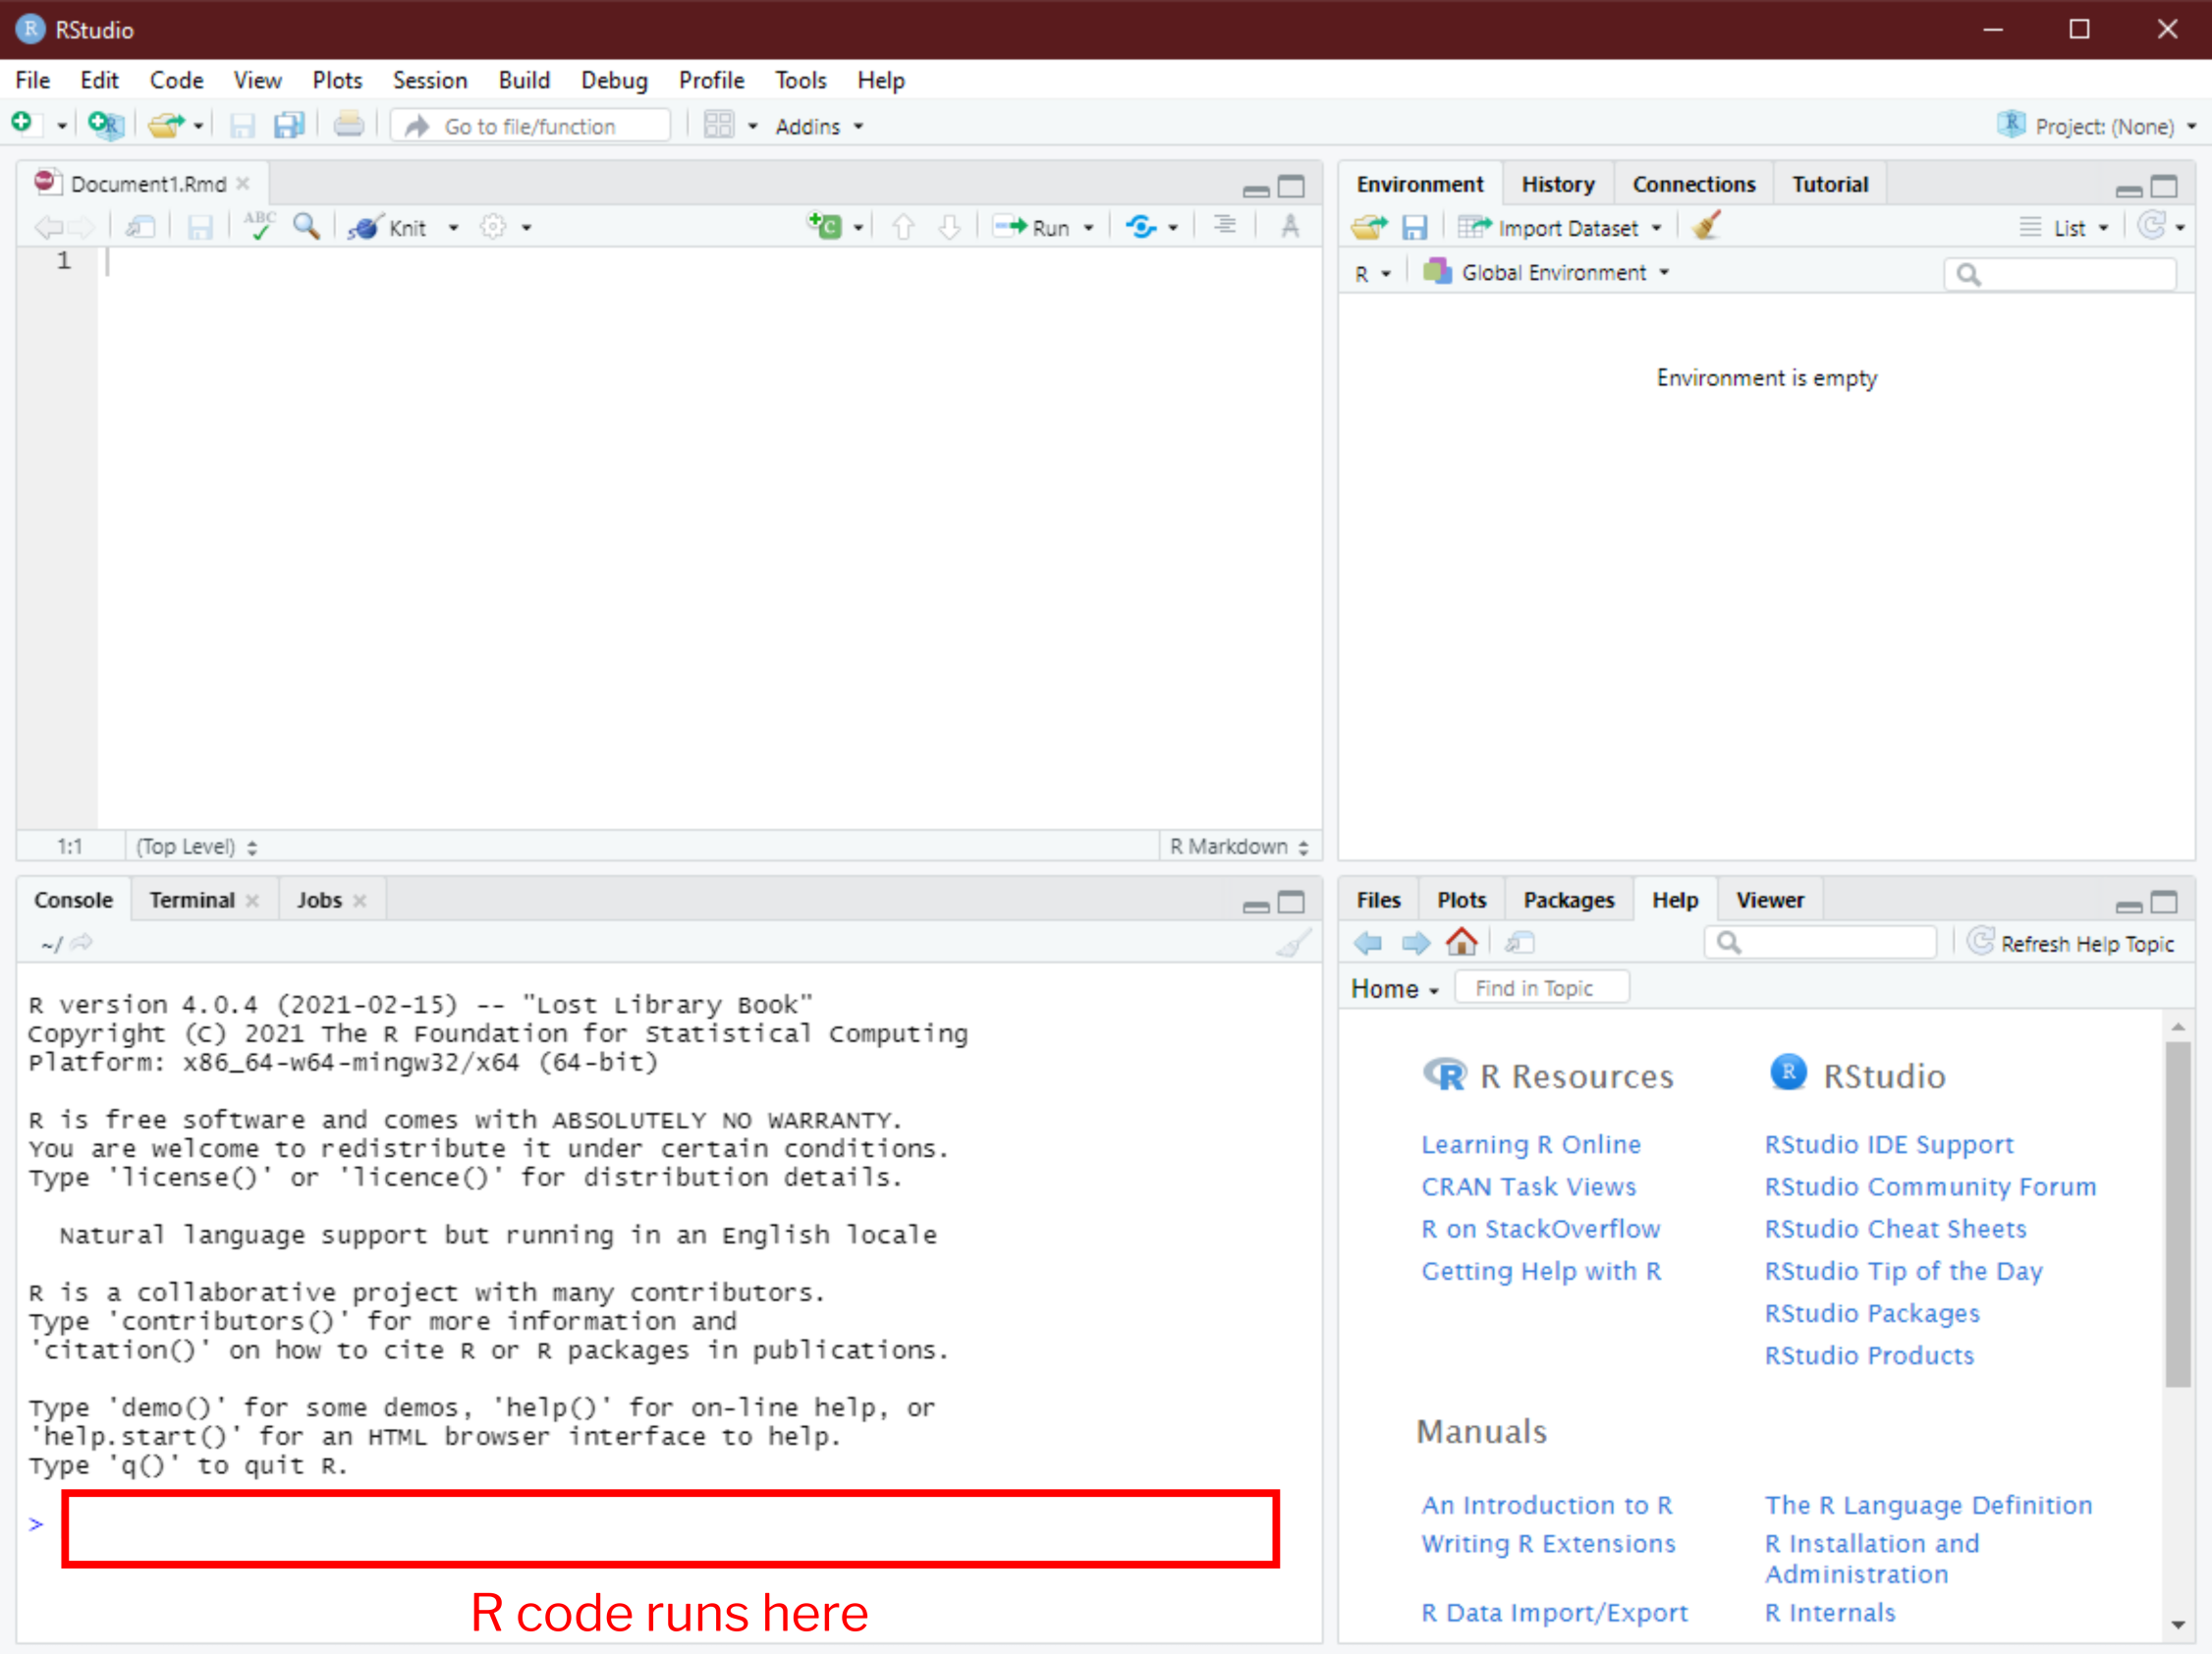 RStudio
File Edit Code View Plots Session Build Debug Profile Tools Help
Go to file/function Addins Project: (None)
Document1.Rmd
ABC Knit Run
1
1:1 (Top Level) R Markdown
Environment History Connections Tutorial
Import Dataset List
R Global Environment
Environment is empty
Console Terminal Jobs
~/
R version 4.0.4 (2021-02-15) -- "Lost Library Book"
Copyright (C) 2021 The R Foundation for Statistical Computing
Platform: x86_64-w64-mingw32/x64 (64-bit)
R is free software and comes with ABSOLUTELY NO WARRANTY.
You are welcome to redistribute it under certain conditions.
Type 'license()' or 'licence()' for distribution details.
Natural language support but running in an English locale
R is a collaborative project with many contributors.
Type 'contributors()' for more information and
'citation()' on how to cite R or R packages in publications.
Type 'demo()' for some demos, 'help()' for on-line help, or
'help.start()' for an HTML browser interface to help.
Type 'q()' to quit R.
>
R code runs here
Files Plots Packages Help Viewer
Refresh Help Topic
Home Find in Topic
R Resources
Learning R Online
CRAN Task Views
R on StackOverflow
Getting Help with R
RStudio
RStudio IDE Support
RStudio Community Forum
RStudio Cheat Sheets
RStudio Tip of the Day
RStudio Packages
RStudio Products
Manuals
An Introduction to R
Writing R Extensions
R Data Import/Export
The R Language Definition
R Installation and
Administration
R Internals